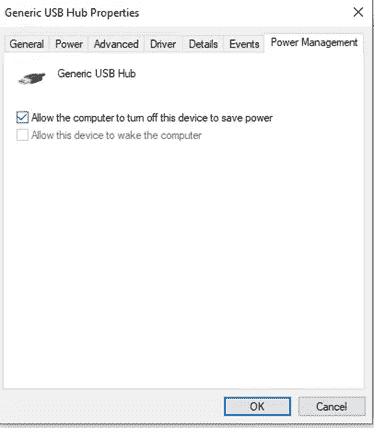 Generic USB Hub Properties
General Power Advanced Driver Details Events Power Management
Generic USB Hub
Allow the computer to turn off this device to save power
Allow this device to wake the computer
OK Cancel